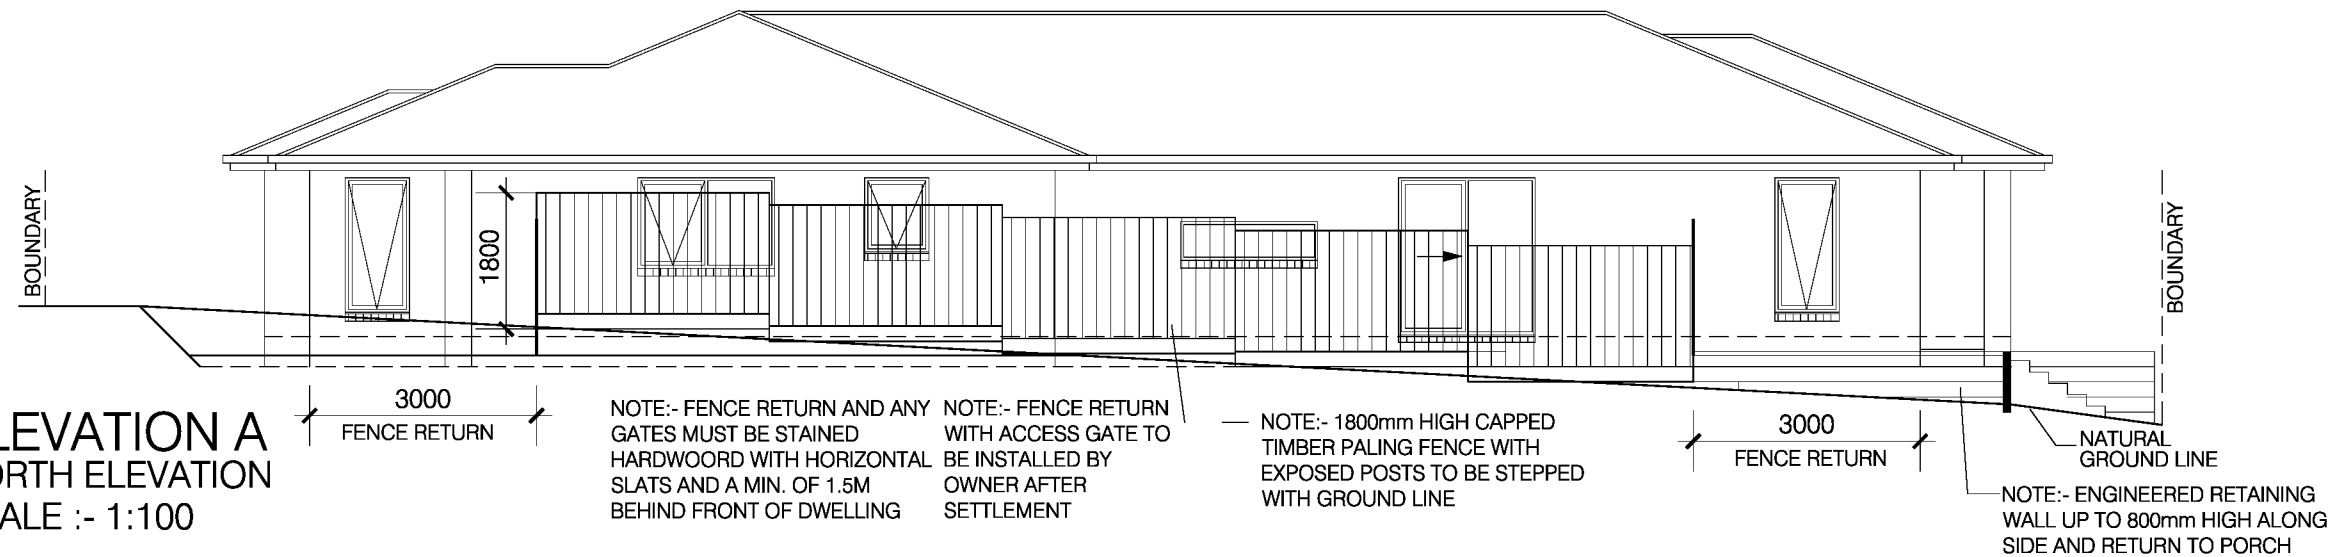 BOUNDARY
1800
BOUNDARY
3000
FENCE RETURN
LEVATION A
ORTH ELEVATION
ALE :- 1:100
NOTE:- FENCE RETURN AND ANY
GATES MUST BE STAINED
HARDWOORD WITH HORIZONTAL
SLATS AND A MIN. OF 1.5M
BEHIND FRONT OF DWELLING
NOTE:- FENCE RETURN
WITH ACCESS GATE TO
BE INSTALLED BY
OWNER AFTER
SETTLEMENT
NOTE:- 1800mm HIGH CAPPED
TIMBER PALING FENCE WITH
EXPOSED POSTS TO BE STEPPED
WITH GROUND LINE
3000
FENCE RETURN
NATURAL
GROUND LINE
NOTE:- ENGINEERED RETAINING
WALL UP TO 800mm HIGH ALONG
SIDE AND RETURN TO PORCH